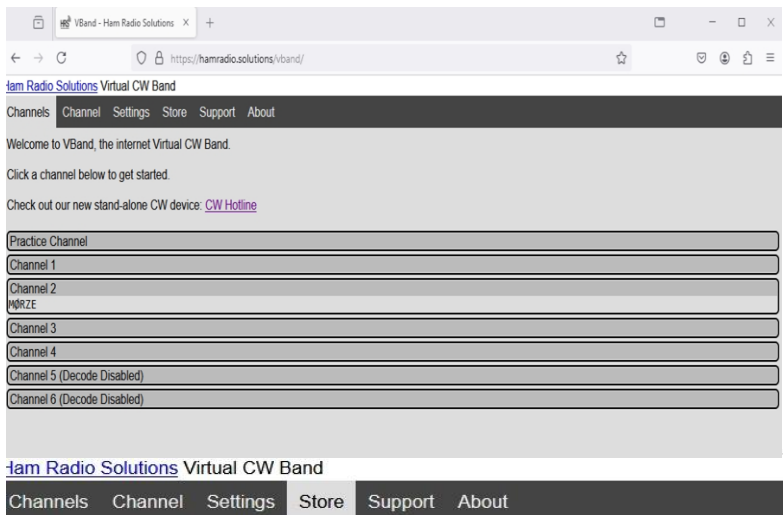 VBand - Ham Radio Solutions
https://hamradio.solutions/vband/
Ham Radio Solutions Virtual CW Band
Channels Channel Settings Store Support About
Welcome to VBand, the internet Virtual CW Band.
Click a channel below to get started.
Check out our new stand-alone CW device: CW Hotline
Practice Channel
Channel 1
Channel 2
MØRZE
Channel 3
Channel 4
Channel 5 (Decode Disabled)
Channel 6 (Decode Disabled)
Ham Radio Solutions Virtual CW Band
Channels Channel Settings Store Support About